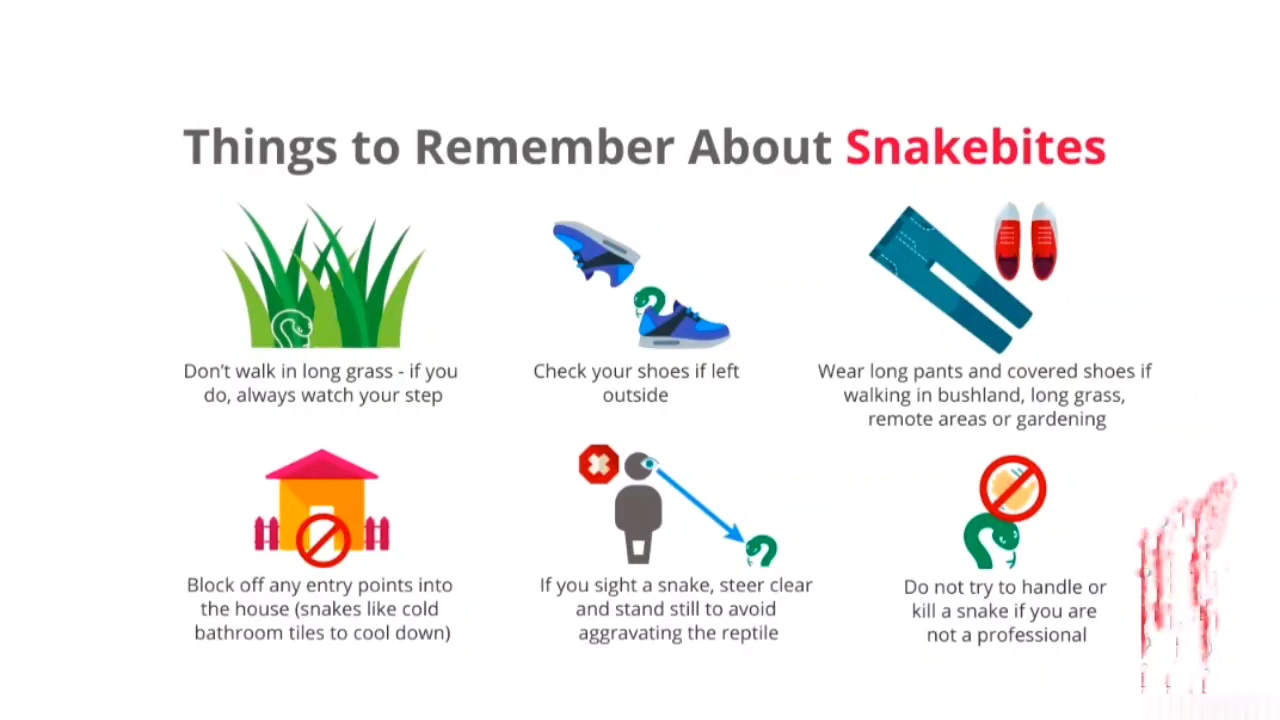 Things to Remember About Snakebites
Don't walk in long grass - if you
do, always watch your step
Check your shoes if left
outside
Wear long pants and covered shoes if
walking in bushland, long grass,
remote areas or gardening
Block off any entry points into
the house (snakes like cold
bathroom tiles to cool down)
If you sight a snake, steer clear
and stand still to avoid
aggravating the reptile
Do not try to handle or
kill a snake if you are
not a professional